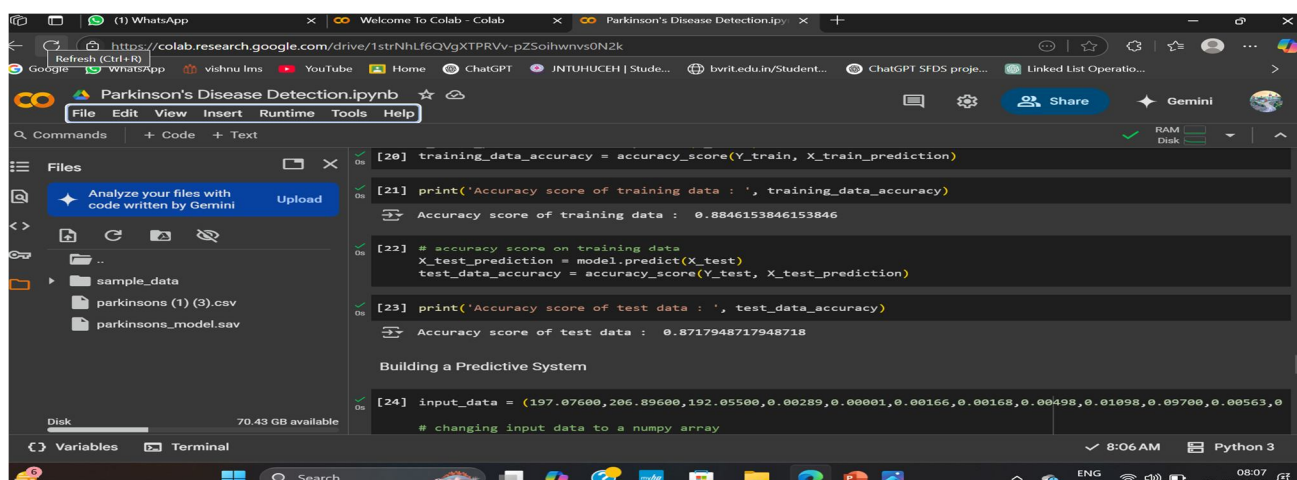 (1) WhatsApp
Welcome To Colab - Colab
Parkinson's Disease Detection.ipy
https://colab.research.google.com/drive/1strNhLf6QVgXTPRVv-pZSoihwnvs0N2k
Refresh (Ctrl+R)
Google WhatsApp vishnu lms YouTube Home ChatGPT JNTUHUCEH | Stude... bvrit.edu.in/Student... ChatGPT SFDS proje... Linked List Operatio...
Parkinson's Disease Detection.ipynb
File Edit View Insert Runtime Tools Help
Share
Gemini
Commands + Code + Text
RAM
Disk
Files
Analyze your files with
code written by Gemini
Upload
..
sample_data
parkinsons (1) (3).csv
parkinsons_model.sav
Disk 70.43 GB available
0s [20] training_data_accuracy = accuracy_score(Y_train, X_train_prediction)
0s [21] print('Accuracy score of training data : ', training_data_accuracy)
Accuracy score of training data :  0.8846153846153846
0s [22] # accuracy score on training data
X_test_prediction = model.predict(X_test)
test_data_accuracy = accuracy_score(Y_test, X_test_prediction)
0s [23] print('Accuracy score of test data : ', test_data_accuracy)
Accuracy score of test data :  0.8717948717948718
Building a Predictive System
0s [24] input_data = (197.07600,206.89600,192.05500,0.00289,0.00001,0.00166,0.00168,0.00498,0.01098,0.09700,0.00563,0
# changing input data to a numpy array
{} Variables Terminal
8:06 AM Python 3
6
Search
ENG
08:07